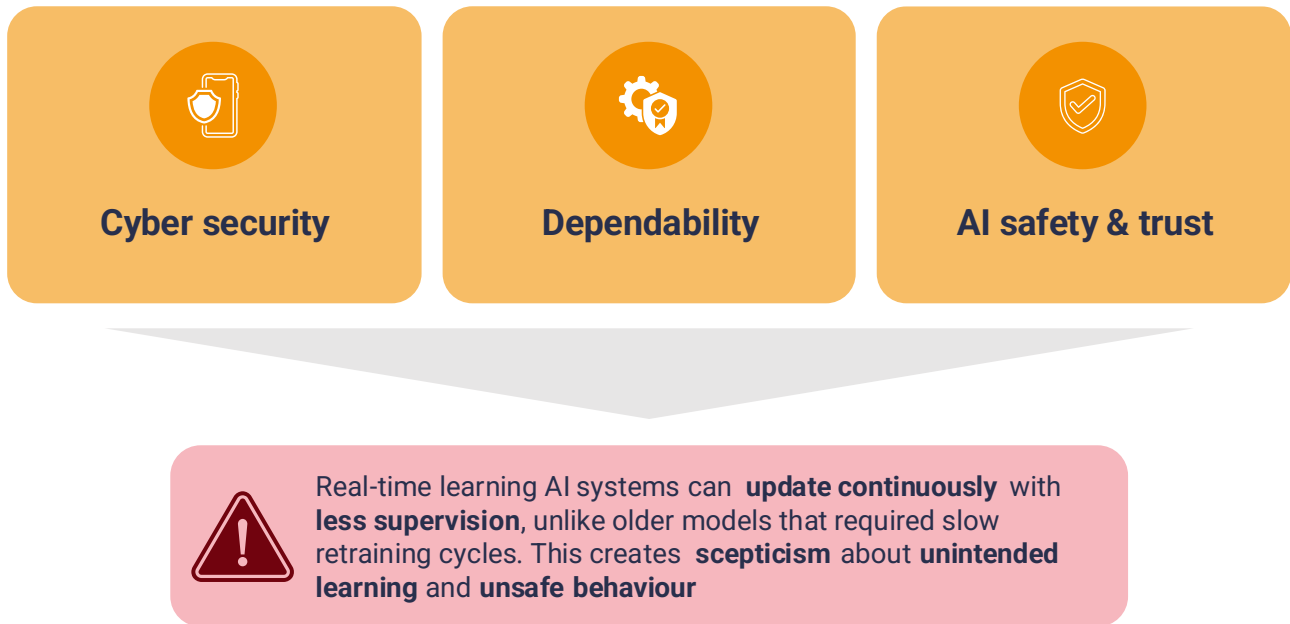 Cyber security
Dependability
AI safety & trust
Real-time learning AI systems can update continuously with
less supervision, unlike older models that required slow
retraining cycles. This creates scepticism about unintended
learning and unsafe behaviour